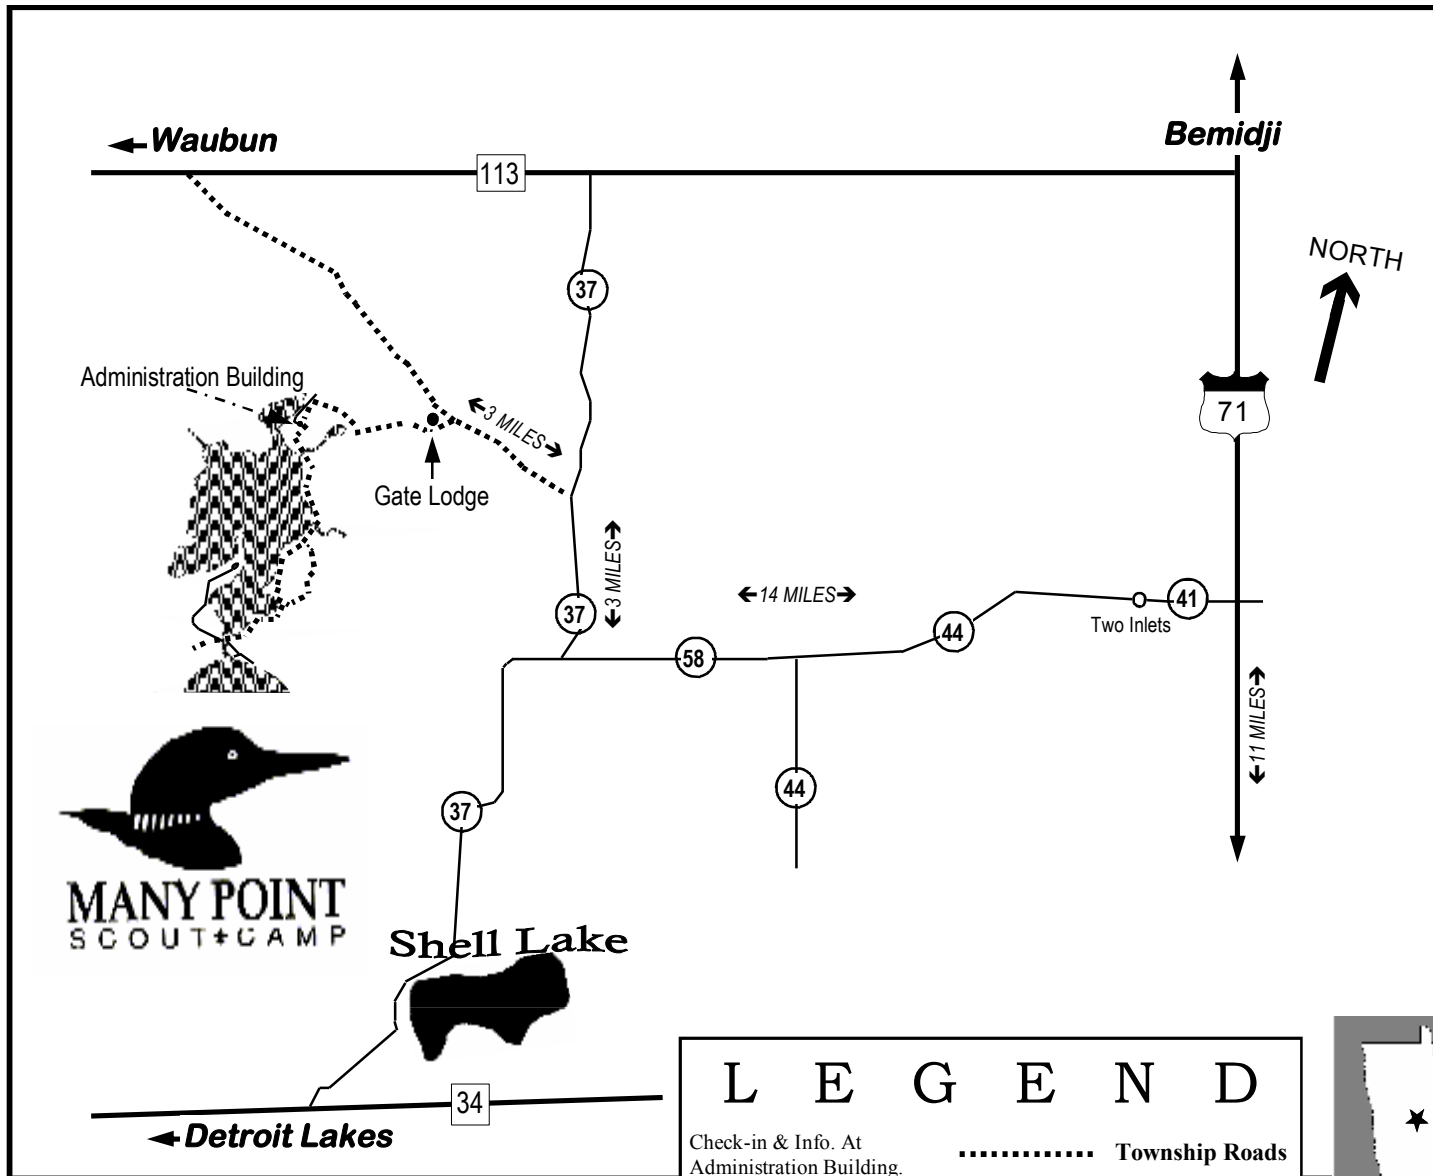 Waubun
Bemidji
113
NORTH
37
71
Administration Building
3 MILES
Gate Lodge
3 MILES
14 MILES
41
Two Inlets
37
44
58
11 MILES
44
37
MANY POINT
SCOUT CAMP
Shell Lake
34
Detroit Lakes
LEGEND
Check-in & Info. At
Administration Building.
Township Roads